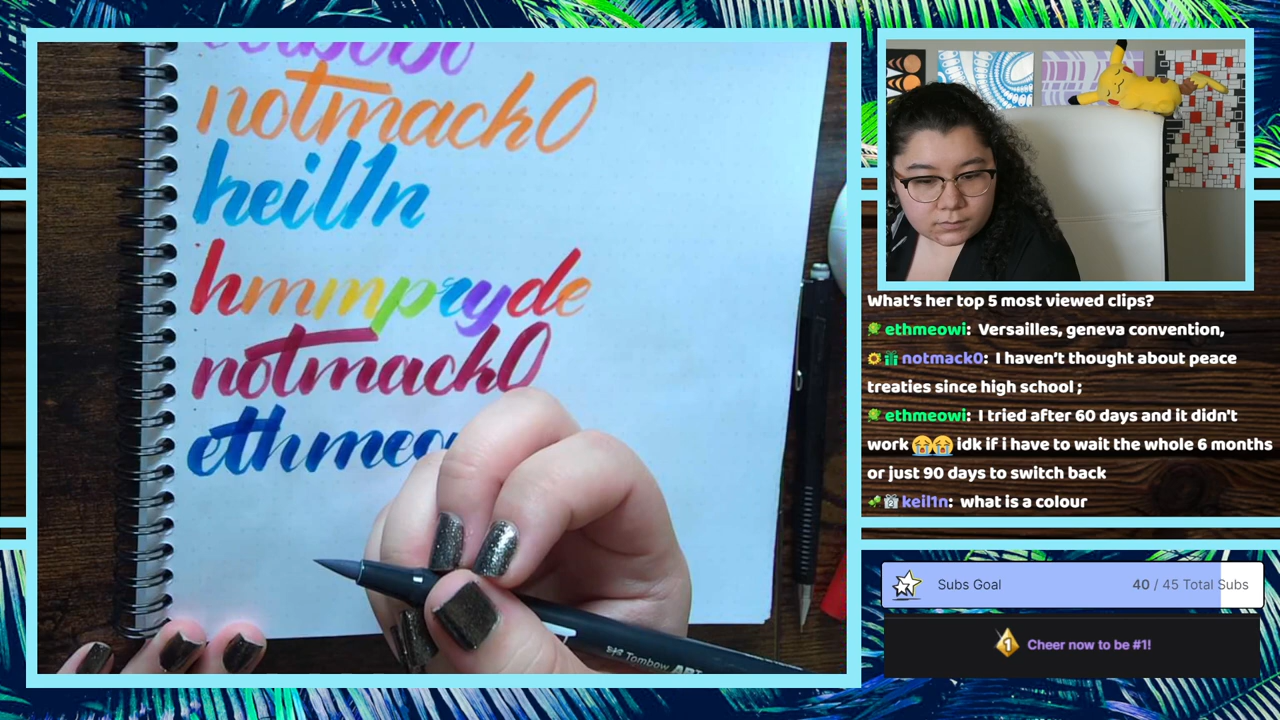 notmack0
keil1n
hmmpryde
notmack0
ethmeow
Tombow
What's her top 5 most viewed clips?
ethmeowi: Versailles, geneva convention,
notmack0: I haven't thought about peace
treaties since high school ;
ethmeowi: I tried after 60 days and it didn't
work 😭😭 idk if i have to wait the whole 6 months
or just 90 days to switch back
keil1n: what is a colour
Subs Goal 40 / 45 Total Subs
1 Cheer now to be #1!